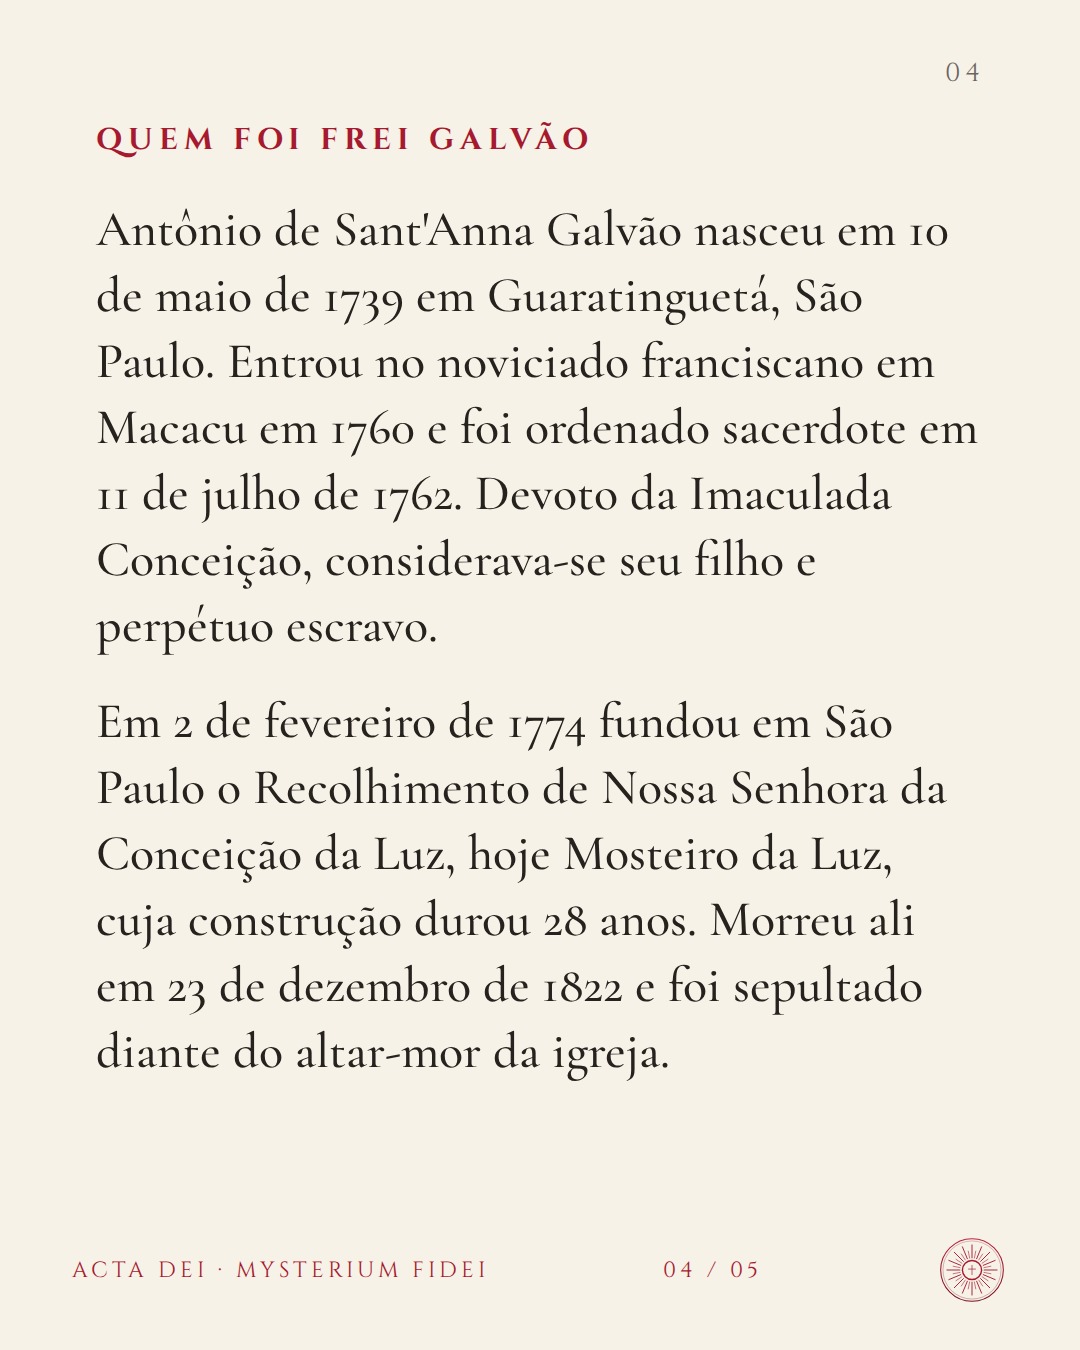 04
QUEM FOI FREI GALVÃO
Antônio de Sant'Anna Galvão nasceu em 10
de maio de 1739 em Guaratinguetá, São
Paulo. Entrou no noviciado franciscano em
Macacu em 1760 e foi ordenado sacerdote em
11 de julho de 1762. Devoto da Imaculada
Conceição, considerava-se seu filho e
perpétuo escravo.
Em 2 de fevereiro de 1774 fundou em São
Paulo o Recolhimento de Nossa Senhora da
Conceição da Luz, hoje Mosteiro da Luz,
cuja construção durou 28 anos. Morreu ali
em 23 de dezembro de 1822 e foi sepultado
diante do altar-mor da igreja.
ACTA DEI · MYSTERIUM FIDEI
04 / 05